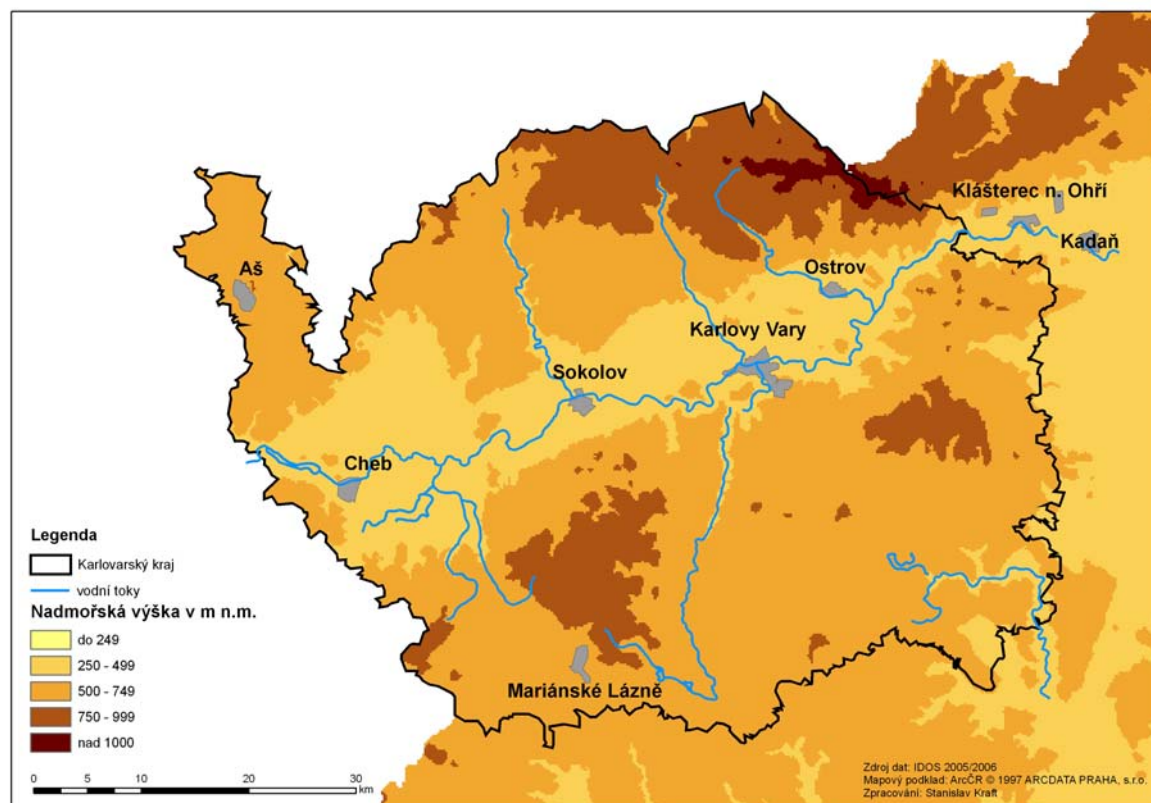 Klášterec n. Ohří
Kadaň
Aš
Ostrov
Karlovy Vary
Sokolov
Cheb
Mariánské Lázně
Legenda
Karlovarský kraj
vodní toky
Nadmořská výška v m n.m.
do 249
250 - 499
500 - 749
750 - 999
nad 1000
0 5 10 20 30
km
Zdroj dat: IDOS 2005/2006
Mapový podklad: ArcČR © 1997 ARCDATA PRAHA, s.r.o.
Zpracování: Stanislav Kraft